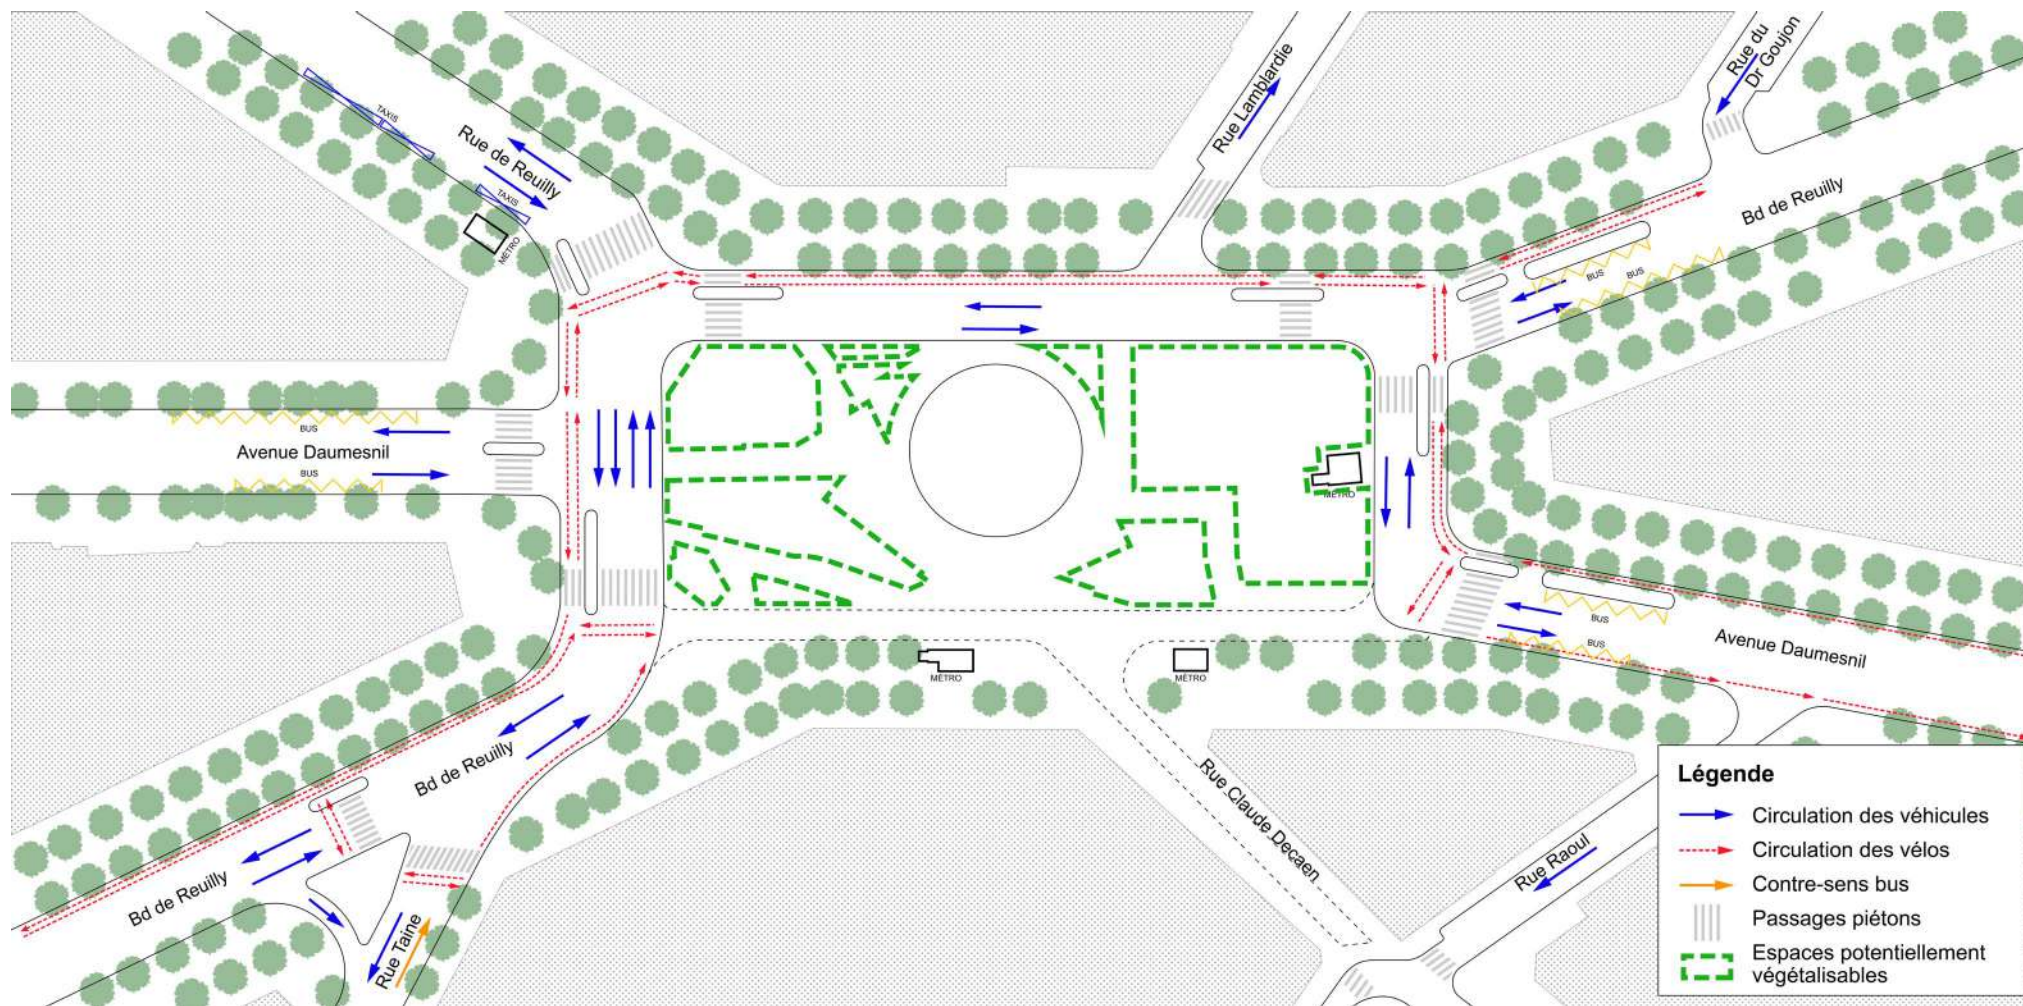 Rue Lamblardie
Rue du
Dr Goujon
TAXIS
Rue de Reuilly
TAXIS
MÉTRO
Bd de Reuilly
BUS
BUS
BUS
Avenue Daumesnil
BUS
MÉTRO
BUS
BUS
Avenue Daumesnil
MÉTRO
MÉTRO
Bd de Reuilly
Rue Claude Decaen
Rue Raoul
Bd de Reuilly
Rue Taine
Légende
Circulation des véhicules
Circulation des vélos
Contre-sens bus
Passages piétons
Espaces potentiellement
végétalisables